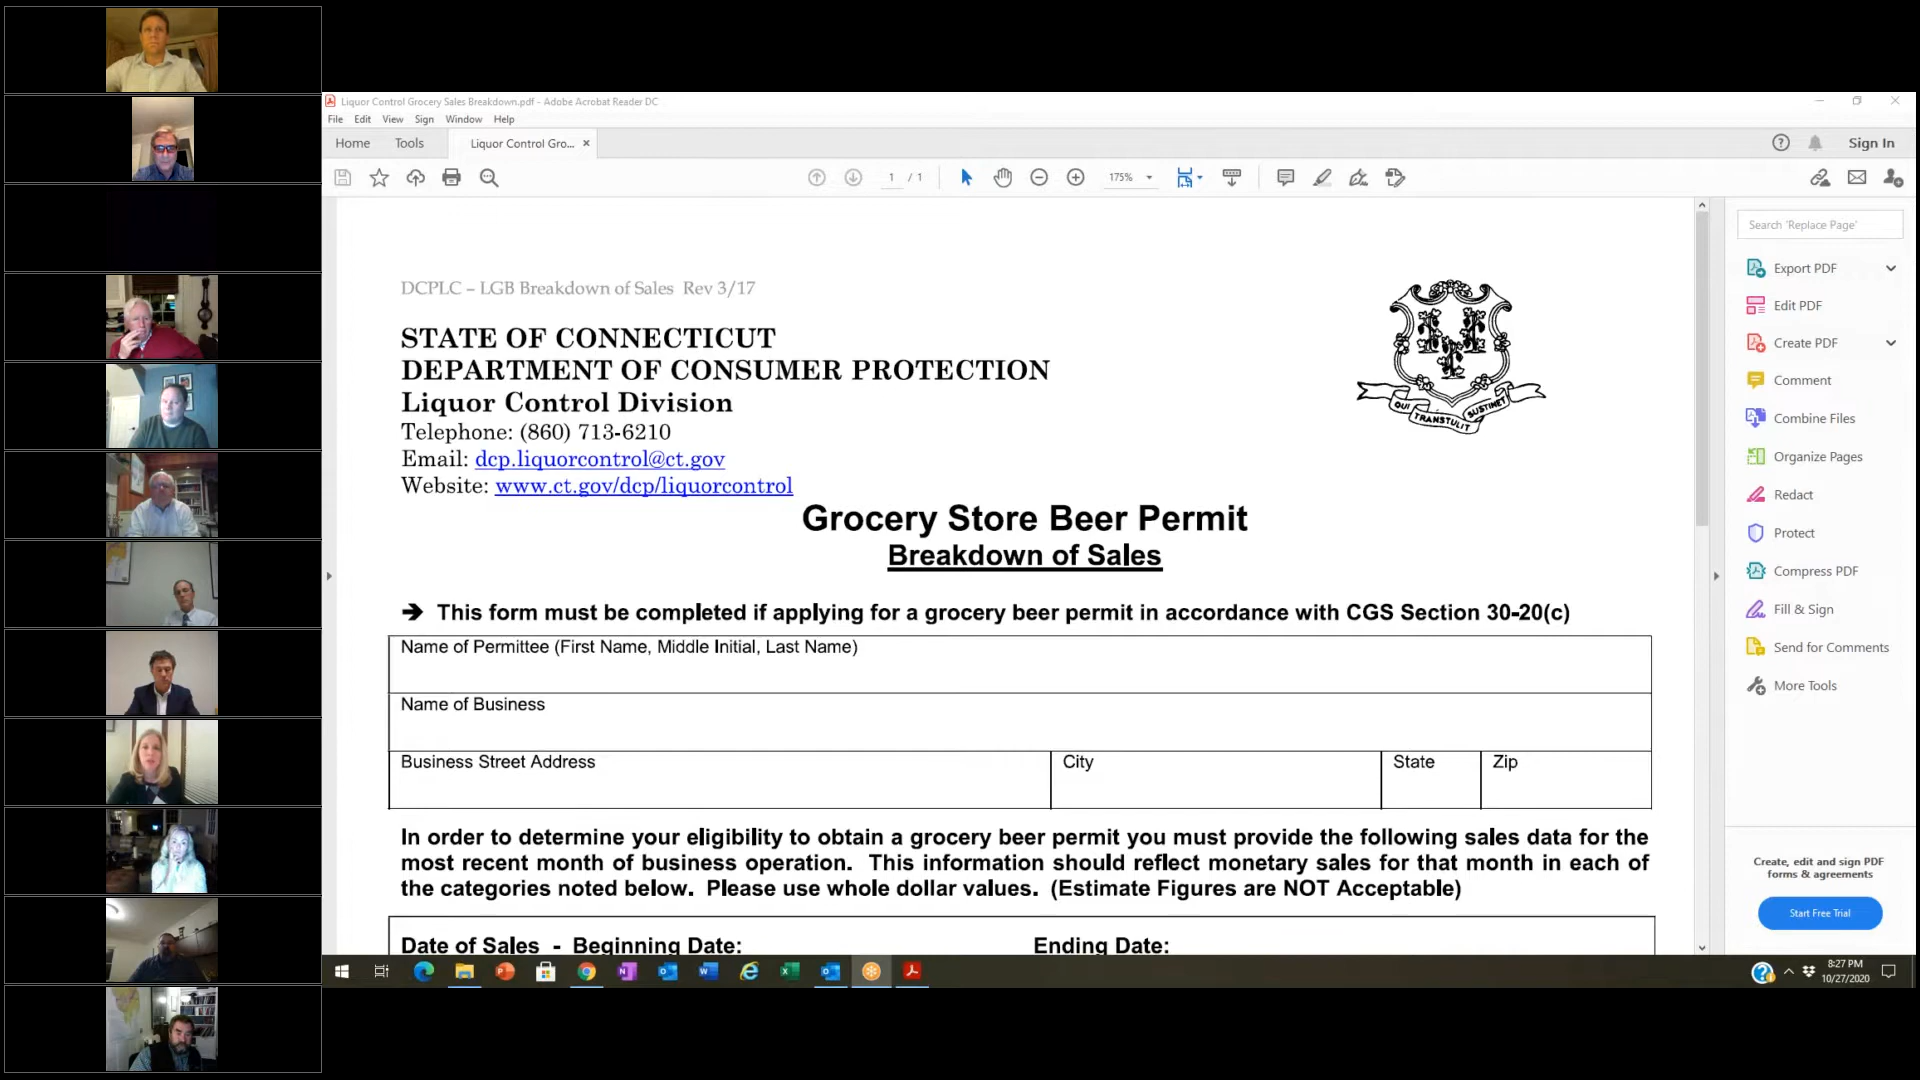 Liquor Control Grocery Sales Breakdown.pdf - Adobe Acrobat Reader DC
File Edit View Sign Window Help
Home Tools Liquor Control Gro... ×
Sign In
1 / 1 175%
Search 'Replace Page'
Export PDF
Edit PDF
Create PDF
Comment
Combine Files
Organize Pages
Redact
Protect
Compress PDF
Fill & Sign
Send for Comments
More Tools
Create, edit and sign PDF
forms & agreements
Start Free Trial
DCPLC – LGB Breakdown of Sales Rev 3/17
STATE OF CONNECTICUT
DEPARTMENT OF CONSUMER PROTECTION
Liquor Control Division
Telephone: (860) 713-6210
Email: dcp.liquorcontrol@ct.gov
Website: www.ct.gov/dcp/liquorcontrol
QUI TRANSTULIT SUSTINET
Grocery Store Beer Permit
Breakdown of Sales
➔ This form must be completed if applying for a grocery beer permit in accordance with CGS Section 30-20(c)
Name of Permittee (First Name, Middle Initial, Last Name)
Name of Business
Business Street Address City State Zip
In order to determine your eligibility to obtain a grocery beer permit you must provide the following sales data for the
most recent month of business operation. This information should reflect monetary sales for that month in each of
the categories noted below. Please use whole dollar values. (Estimate Figures are NOT Acceptable)
Date of Sales - Beginning Date: Ending Date:
8:27 PM
10/27/2020